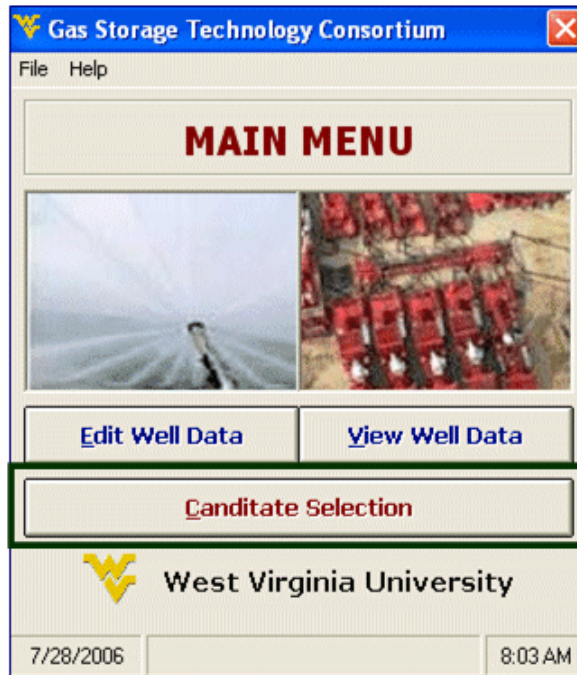 Gas Storage Technology Consortium
File Help
MAIN MENU
Edit Well Data View Well Data
Canditate Selection
West Virginia University
7/28/2006 8:03 AM